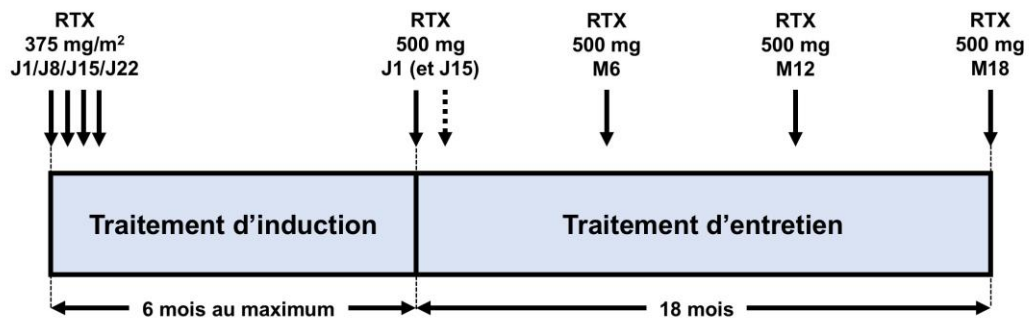 RTX
375 mg/m²
J1/J8/J15/J22
RTX
500 mg
J1 (et J15)
RTX
500 mg
M6
RTX
500 mg
M12
RTX
500 mg
M18
Traitement d’induction
Traitement d’entretien
6 mois au maximum
18 mois